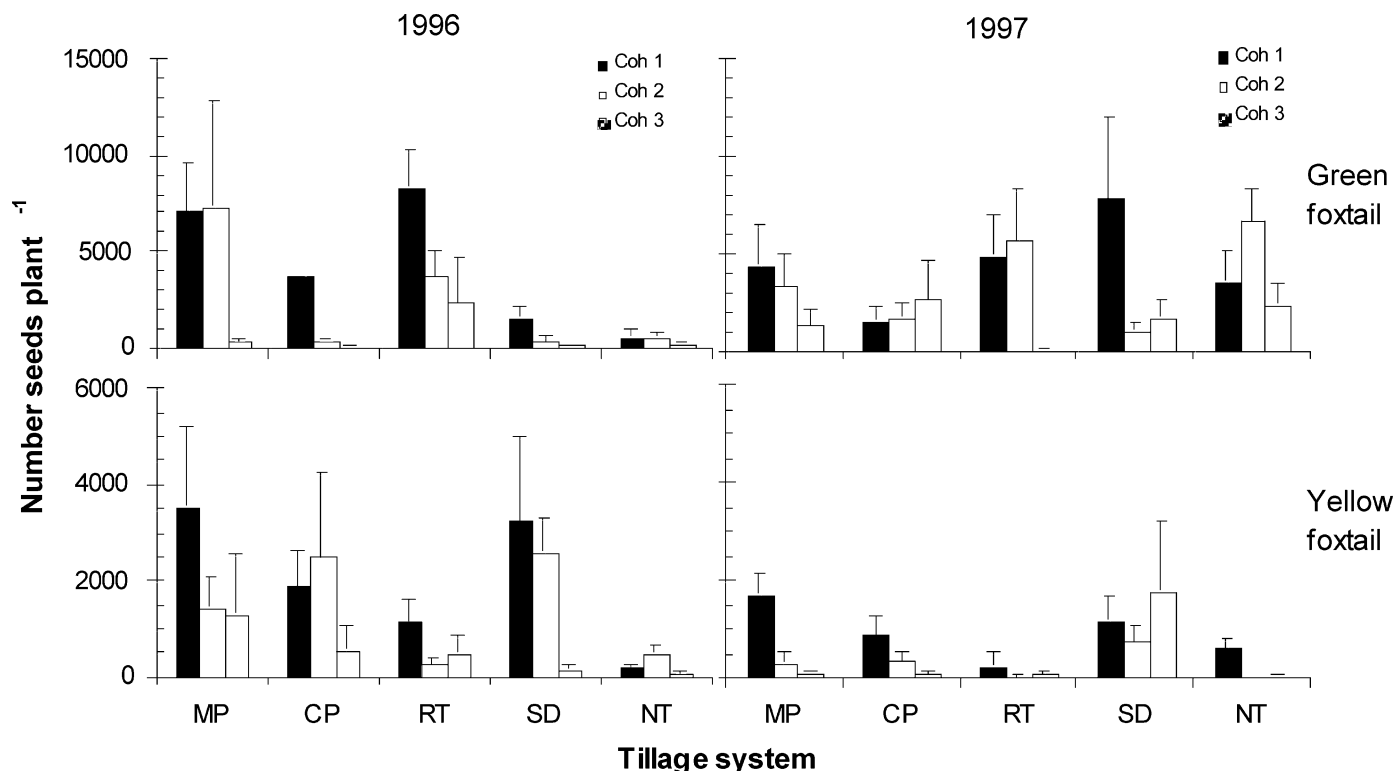 1996
1997
Coh 1
Coh 2
Coh 3
Coh 1
Coh 2
Coh 3
15000
10000
5000
0
Green
foxtail
Number seeds plant -1
6000
4000
2000
0
Yellow
foxtail
MP CP RT SD NT MP CP RT SD NT
Tillage system